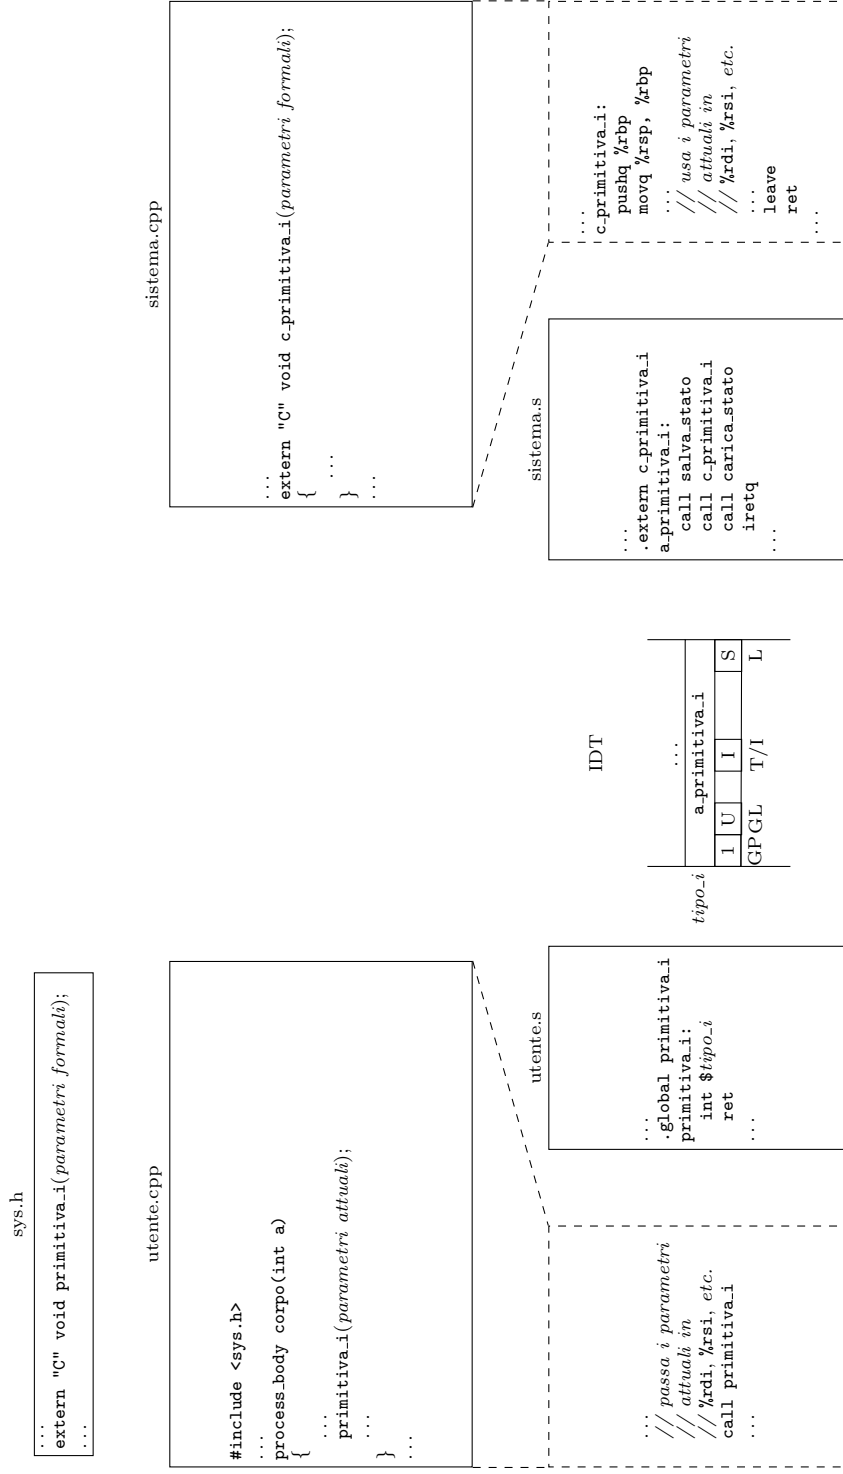 sys.h
...
extern "C" void primitiva_i(parametri formali);
...
utente.cpp
#include <sys.h>
...
process_body corpo(int a)
{
...
primitiva_i(parametri attuali);
...
}
...
sistema.cpp
...
extern "C" void c_primitiva_i(parametri formali);
{
...
}
...
...
// passa i parametri
// attuali in
// %rdi, %rsi, etc.
call primitiva_i
...
utente.s
...
.global primitiva_i
primitiva_i:
int $tipo_i
ret
...
IDT
...
tipo_i
a_primitiva_i
1 U I S
GP GL T/I L
sistema.s
...
.extern c_primitiva_i
a_primitiva_i:
call salva_stato
call c_primitiva_i
call carica_stato
iretq
...
...
c_primitiva_i:
pushq %rbp
movq %rsp, %rbp
...
// usa i parametri
// attuali in
// %rdi, %rsi, etc.
...
leave
ret
...